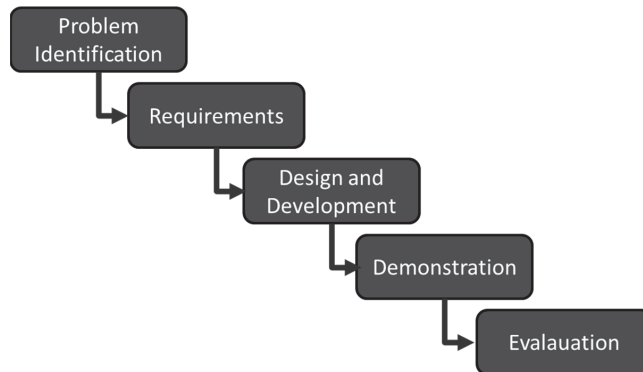 Problem
Identification
Requirements
Design and
Development
Demonstration
Evalauation